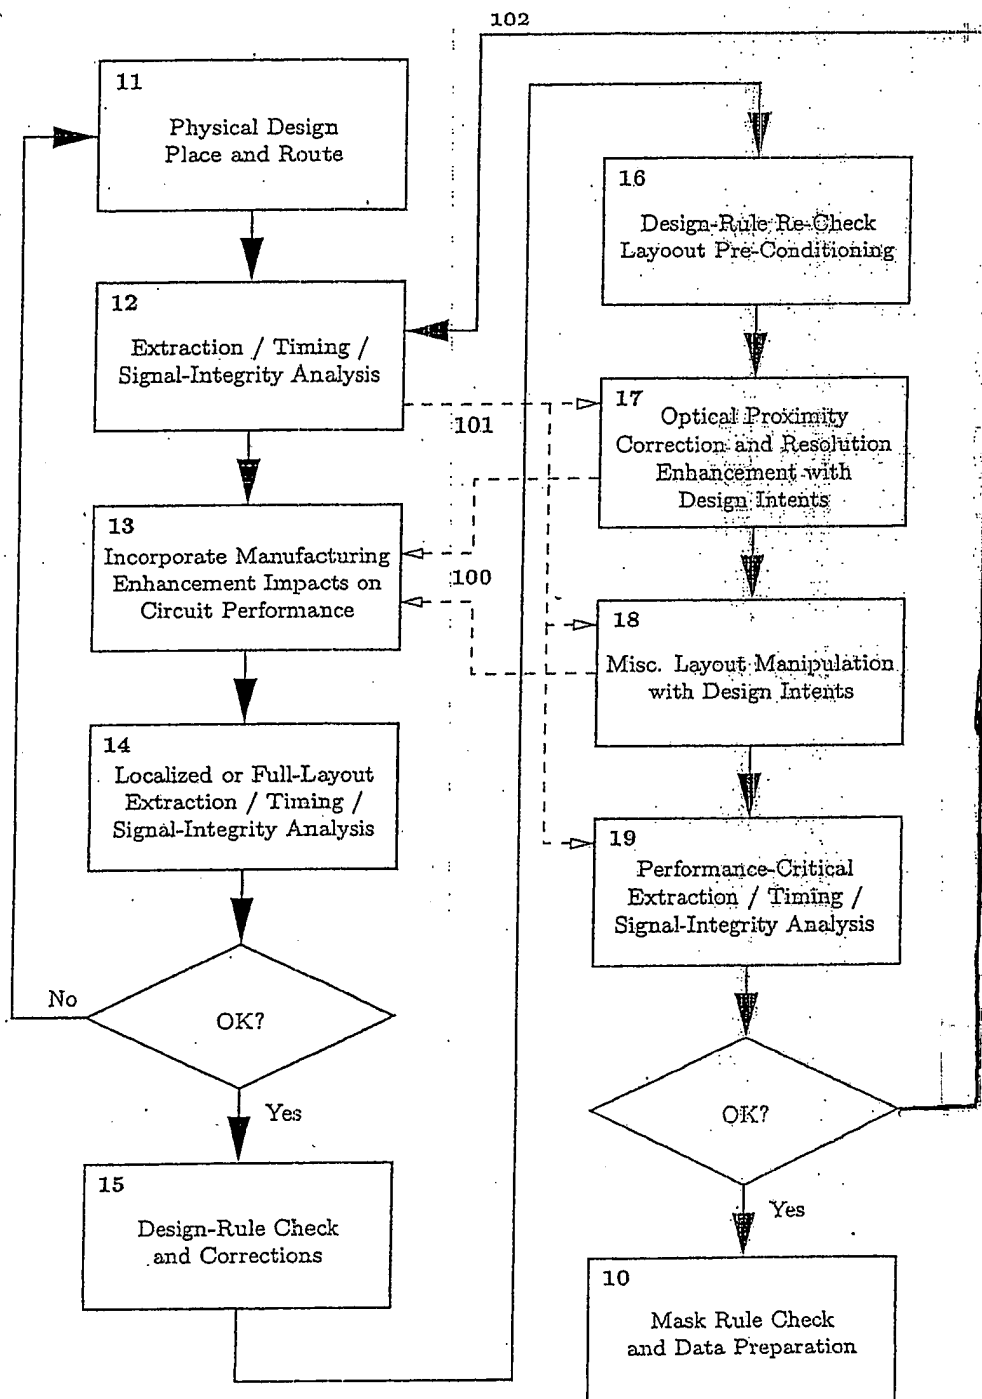 102
11
Physical Design
Place and Route
12
Extraction / Timing /
Signal-Integrity Analysis
101
13
Incorporate Manufacturing
Enhancement Impacts on
Circuit Performance
100
14
Localized or Full-Layout
Extraction / Timing /
Signal-Integrity Analysis
No
OK?
Yes
15
Design-Rule Check
and Corrections
16
Design-Rule Re-Check
Layoout Pre-Conditioning
17
Optical Proximity
Correction and Resolution
Enhancement with
Design Intents
18
Misc. Layout Manipulation
with Design Intents
19
Performance-Critical
Extraction / Timing /
Signal-Integrity Analysis
OK?
Yes
10
Mask Rule Check
and Data Preparation